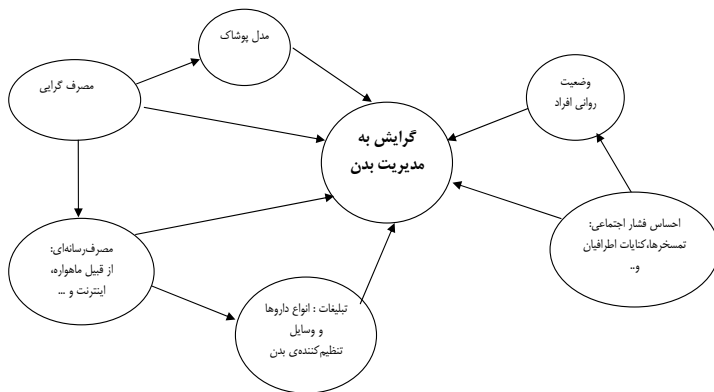 مدل پوشاک
مصرف گرایی
وضعیت
روانی افراد
گرایش به
مدیریت بدن
احساس فشار اجتماعی:
تمسخرها،کنایات اطرافیان
و..
مصرف‌رسانه‌ای:
از قبیل ماهواره،
اینترنت و ...
تبلیغات : انواع داروها
و وسایل
تنظیم‌کننده‌ی بدن